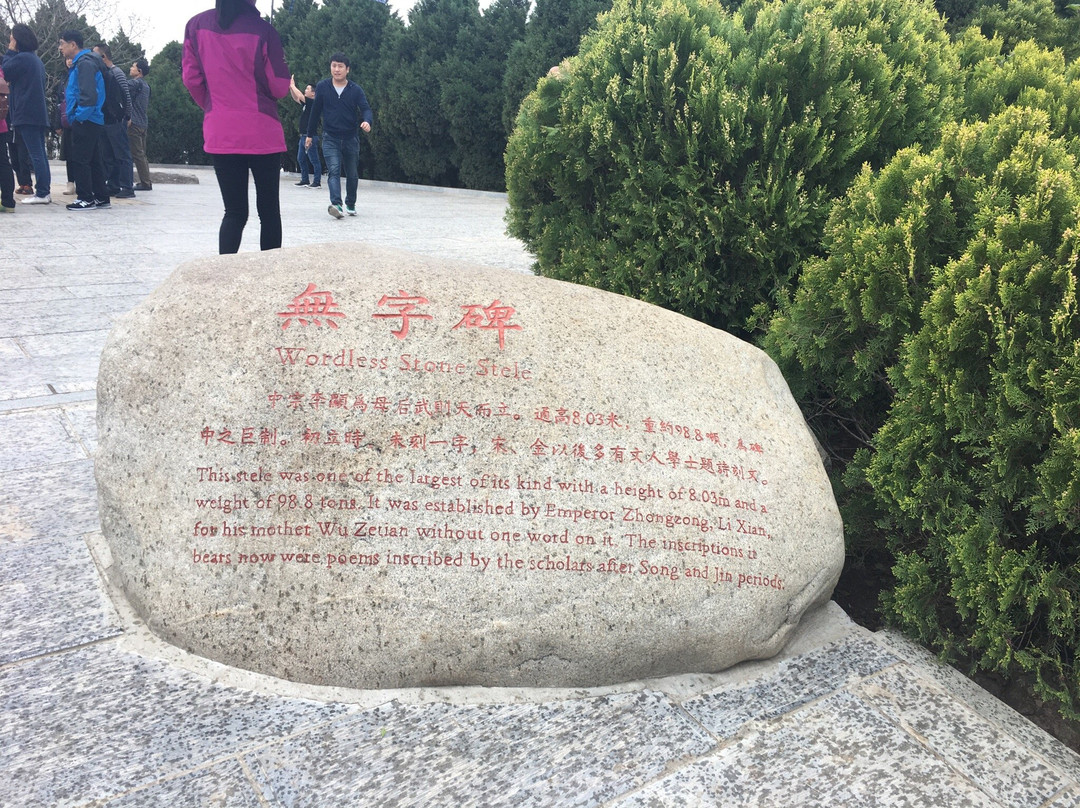 無字碑
Wordless Stone Stele
中宗李顯為母后武則天而立。通高8.03米，重約98.8噸，為碑
中之巨制。初立時，未刻一字，宋、金以後多有文人學士題詩刻文。
This stele was one of the largest of its kind with a height of 8.03m and a
weight of 98.8 tons. It was established by Emperor Zhongzong, Li Xian,
for his mother Wu Zetian without one word on it. The inscriptions it
bears now were poems inscribed by the scholars after Song and Jin periods.